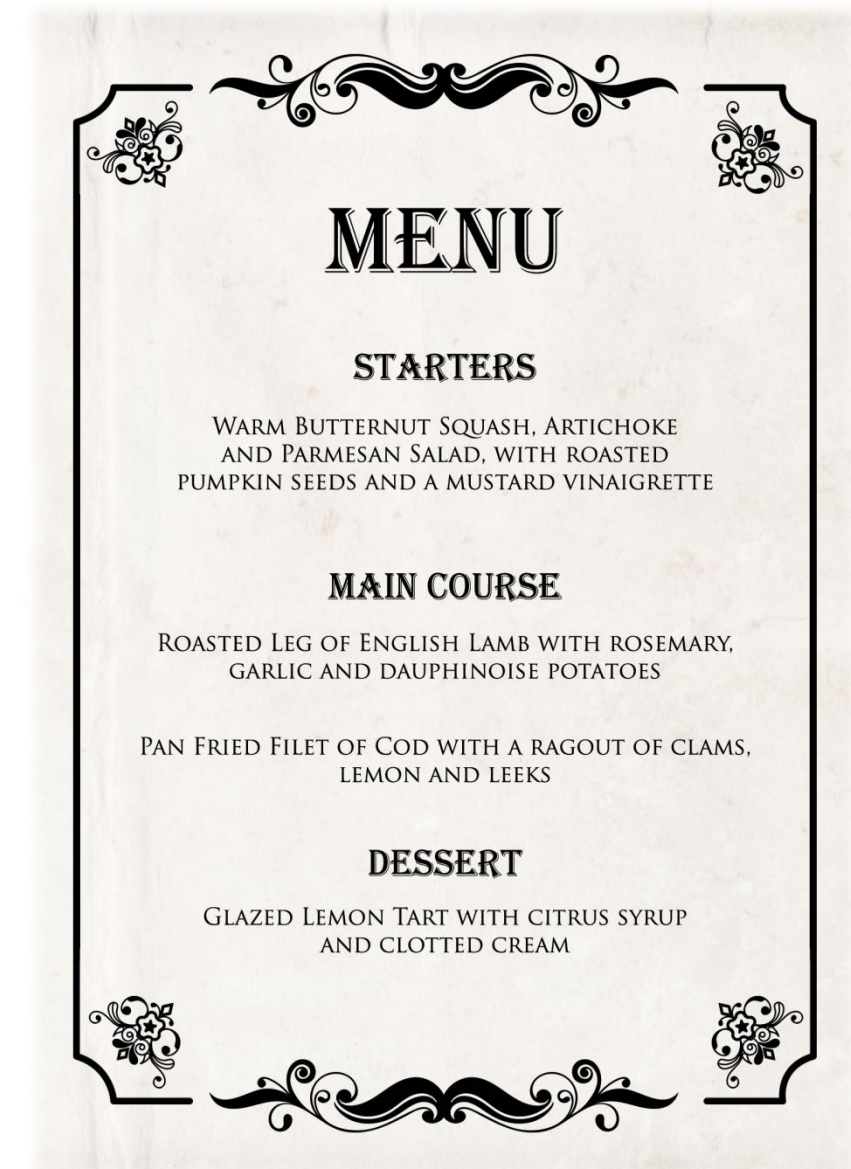 MENU
STARTERS
Warm Butternut Squash, Artichoke
and Parmesan Salad, with roasted
pumpkin seeds and a mustard vinaigrette
MAIN COURSE
Roasted Leg of English Lamb with rosemary,
garlic and dauphinoise potatoes
Pan Fried Filet of Cod with a ragout of clams,
lemon and leeks
DESSERT
Glazed Lemon Tart with citrus syrup
and clotted cream